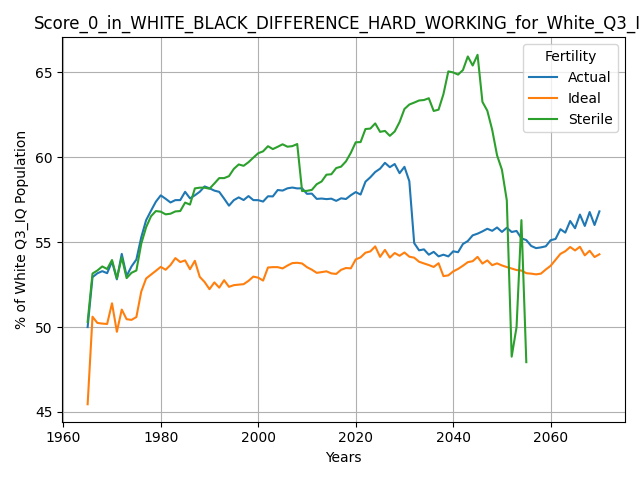 Score_0_in_WHITE_BLACK_DIFFERENCE_HARD_WORKING_for_White_Q3_I
Fertility
Actual
Ideal
Sterile
% of White Q3_IQ Population
65
60
55
50
45
1960
1980
2000
2020
2040
2060
Years